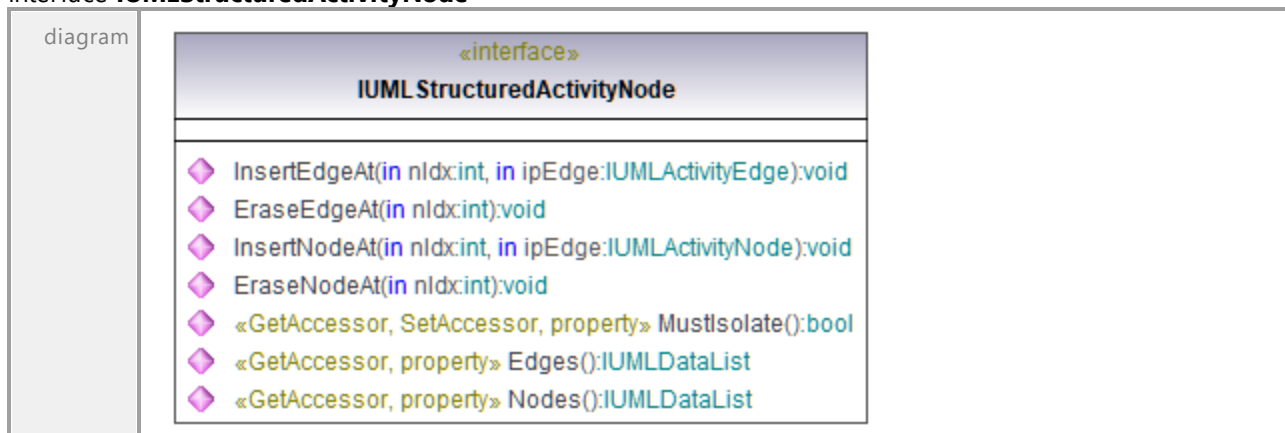 interface IUMLStructuredActivityNode
diagram
«interface»
IUMLStructuredActivityNode
InsertEdgeAt(in nIdx:int, in ipEdge:IUMLActivityEdge):void
EraseEdgeAt(in nIdx:int):void
InsertNodeAt(in nIdx:int, in ipEdge:IUMLActivityNode):void
EraseNodeAt(in nIdx:int):void
«GetAccessor, SetAccessor, property» MustIsolate():bool
«GetAccessor, property» Edges():IUMLDataList
«GetAccessor, property» Nodes():IUMLDataList